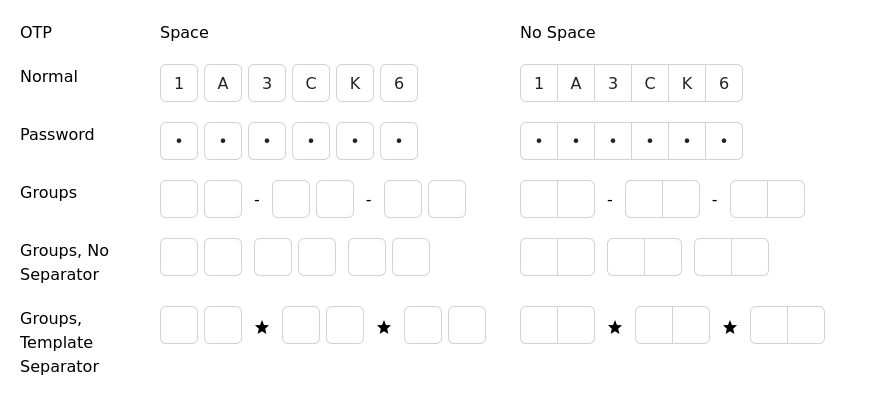 OTP Space No Space
Normal 1 A 3 C K 6 1 A 3 C K 6
Password • • • • • • • • • • • •
Groups - - - -
Groups, No
Separator
Groups, ★ ★ ★ ★
Template
Separator